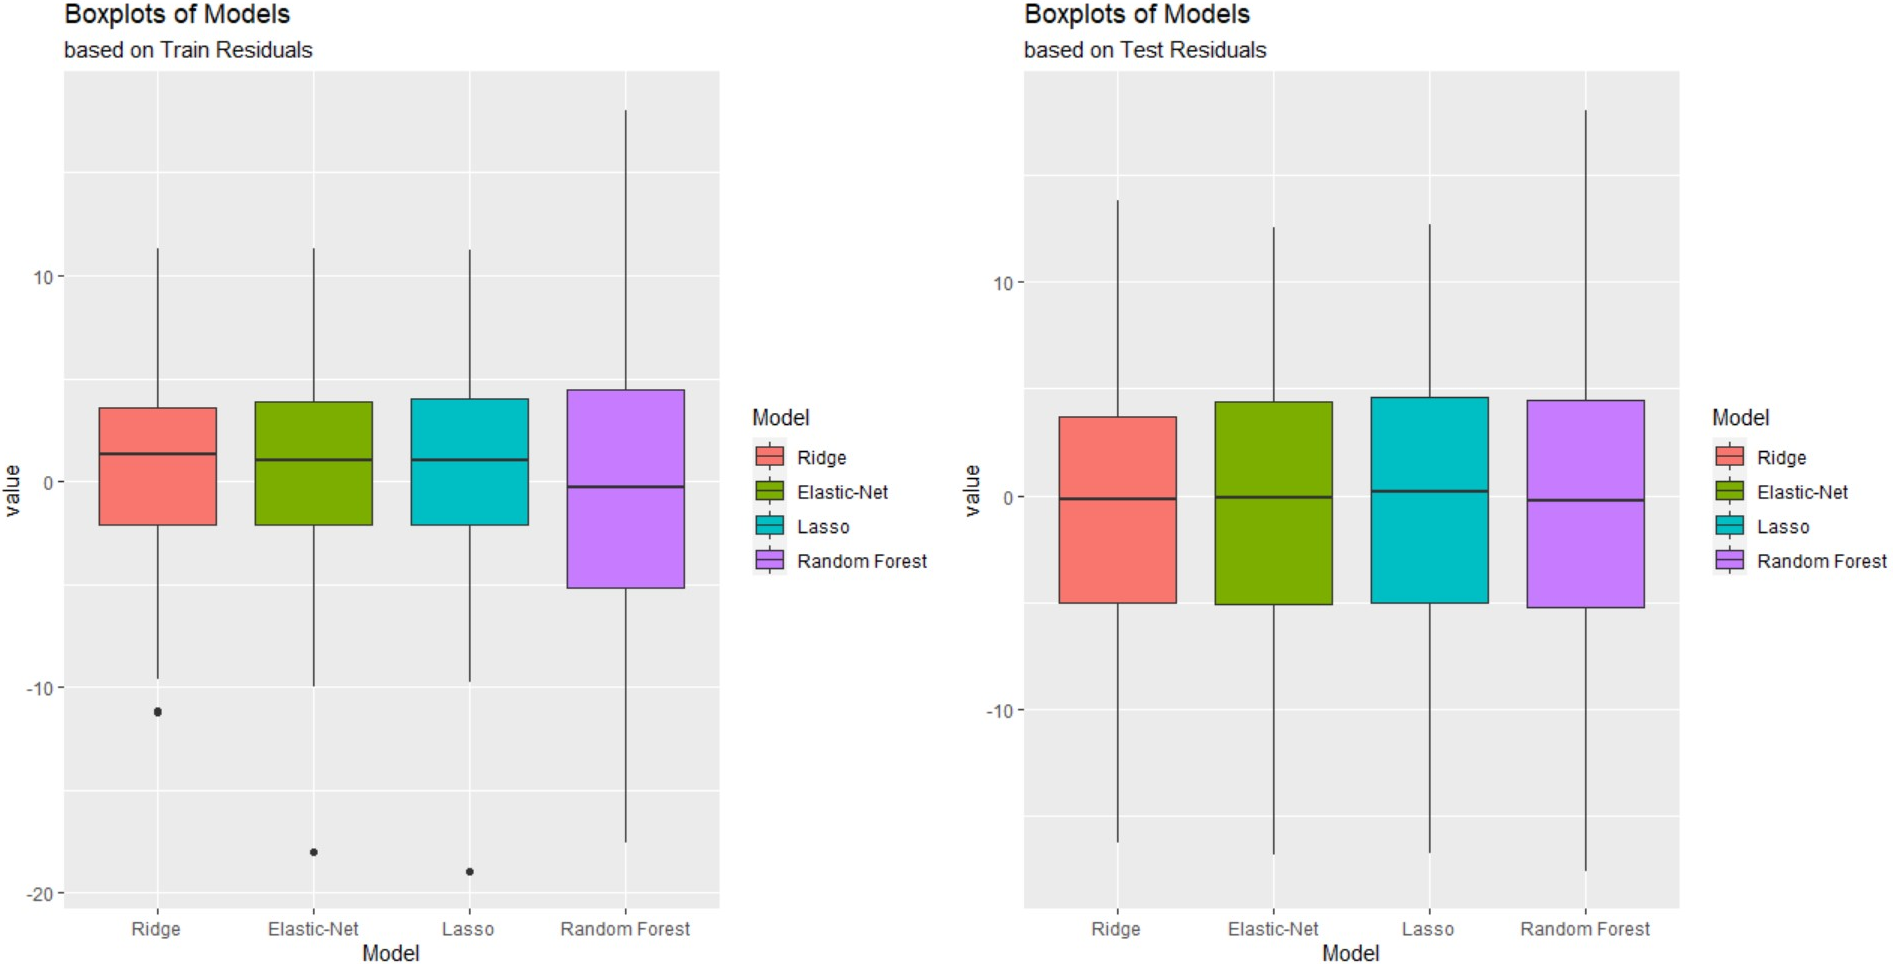 Boxplots of Models
based on Train Residuals
value
10
0
-10
-20
Ridge
Elastic-Net
Lasso
Random Forest
Model
Model
Ridge
Elastic-Net
Lasso
Random Forest
Boxplots of Models
based on Test Residuals
value
10
0
-10
Ridge
Elastic-Net
Lasso
Random Forest
Model
Model
Ridge
Elastic-Net
Lasso
Random Forest